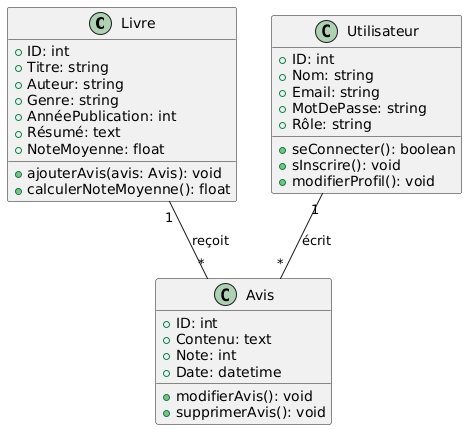 C Livre
ID: int
Titre: string
Auteur: string
Genre: string
AnnéePublication: int
Résumé: text
NoteMoyenne: float
ajouterAvis(avis: Avis): void
calculerNoteMoyenne(): float
C Utilisateur
ID: int
Nom: string
Email: string
MotDePasse: string
Rôle: string
seConnecter(): boolean
sInscrire(): void
modifierProfil(): void
1
reçoit
*
1
écrit
*
C Avis
ID: int
Contenu: text
Note: int
Date: datetime
modifierAvis(): void
supprimerAvis(): void